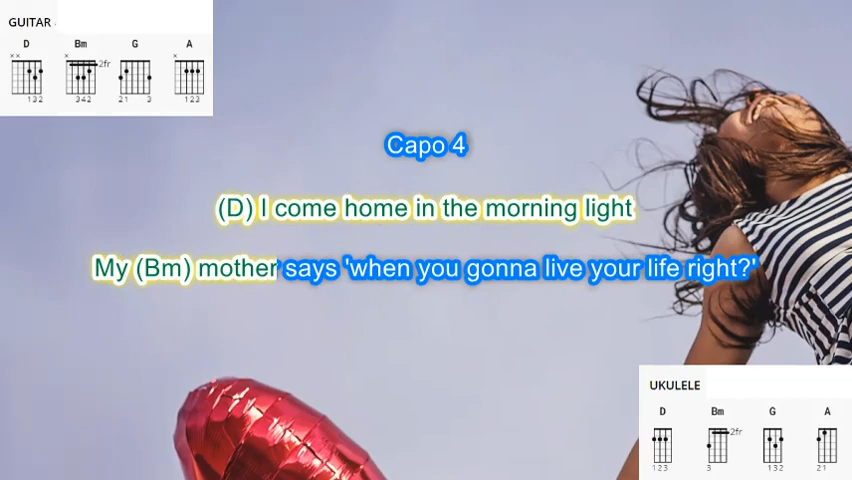 GUITAR
D Bm G A
×× × ×
2fr
132 342 21 3 123
Capo 4
(D) I come home in the morning light
My (Bm) mother says 'when you gonna live your life right?'
UKULELE
D Bm G A
2fr
123 3 132 21